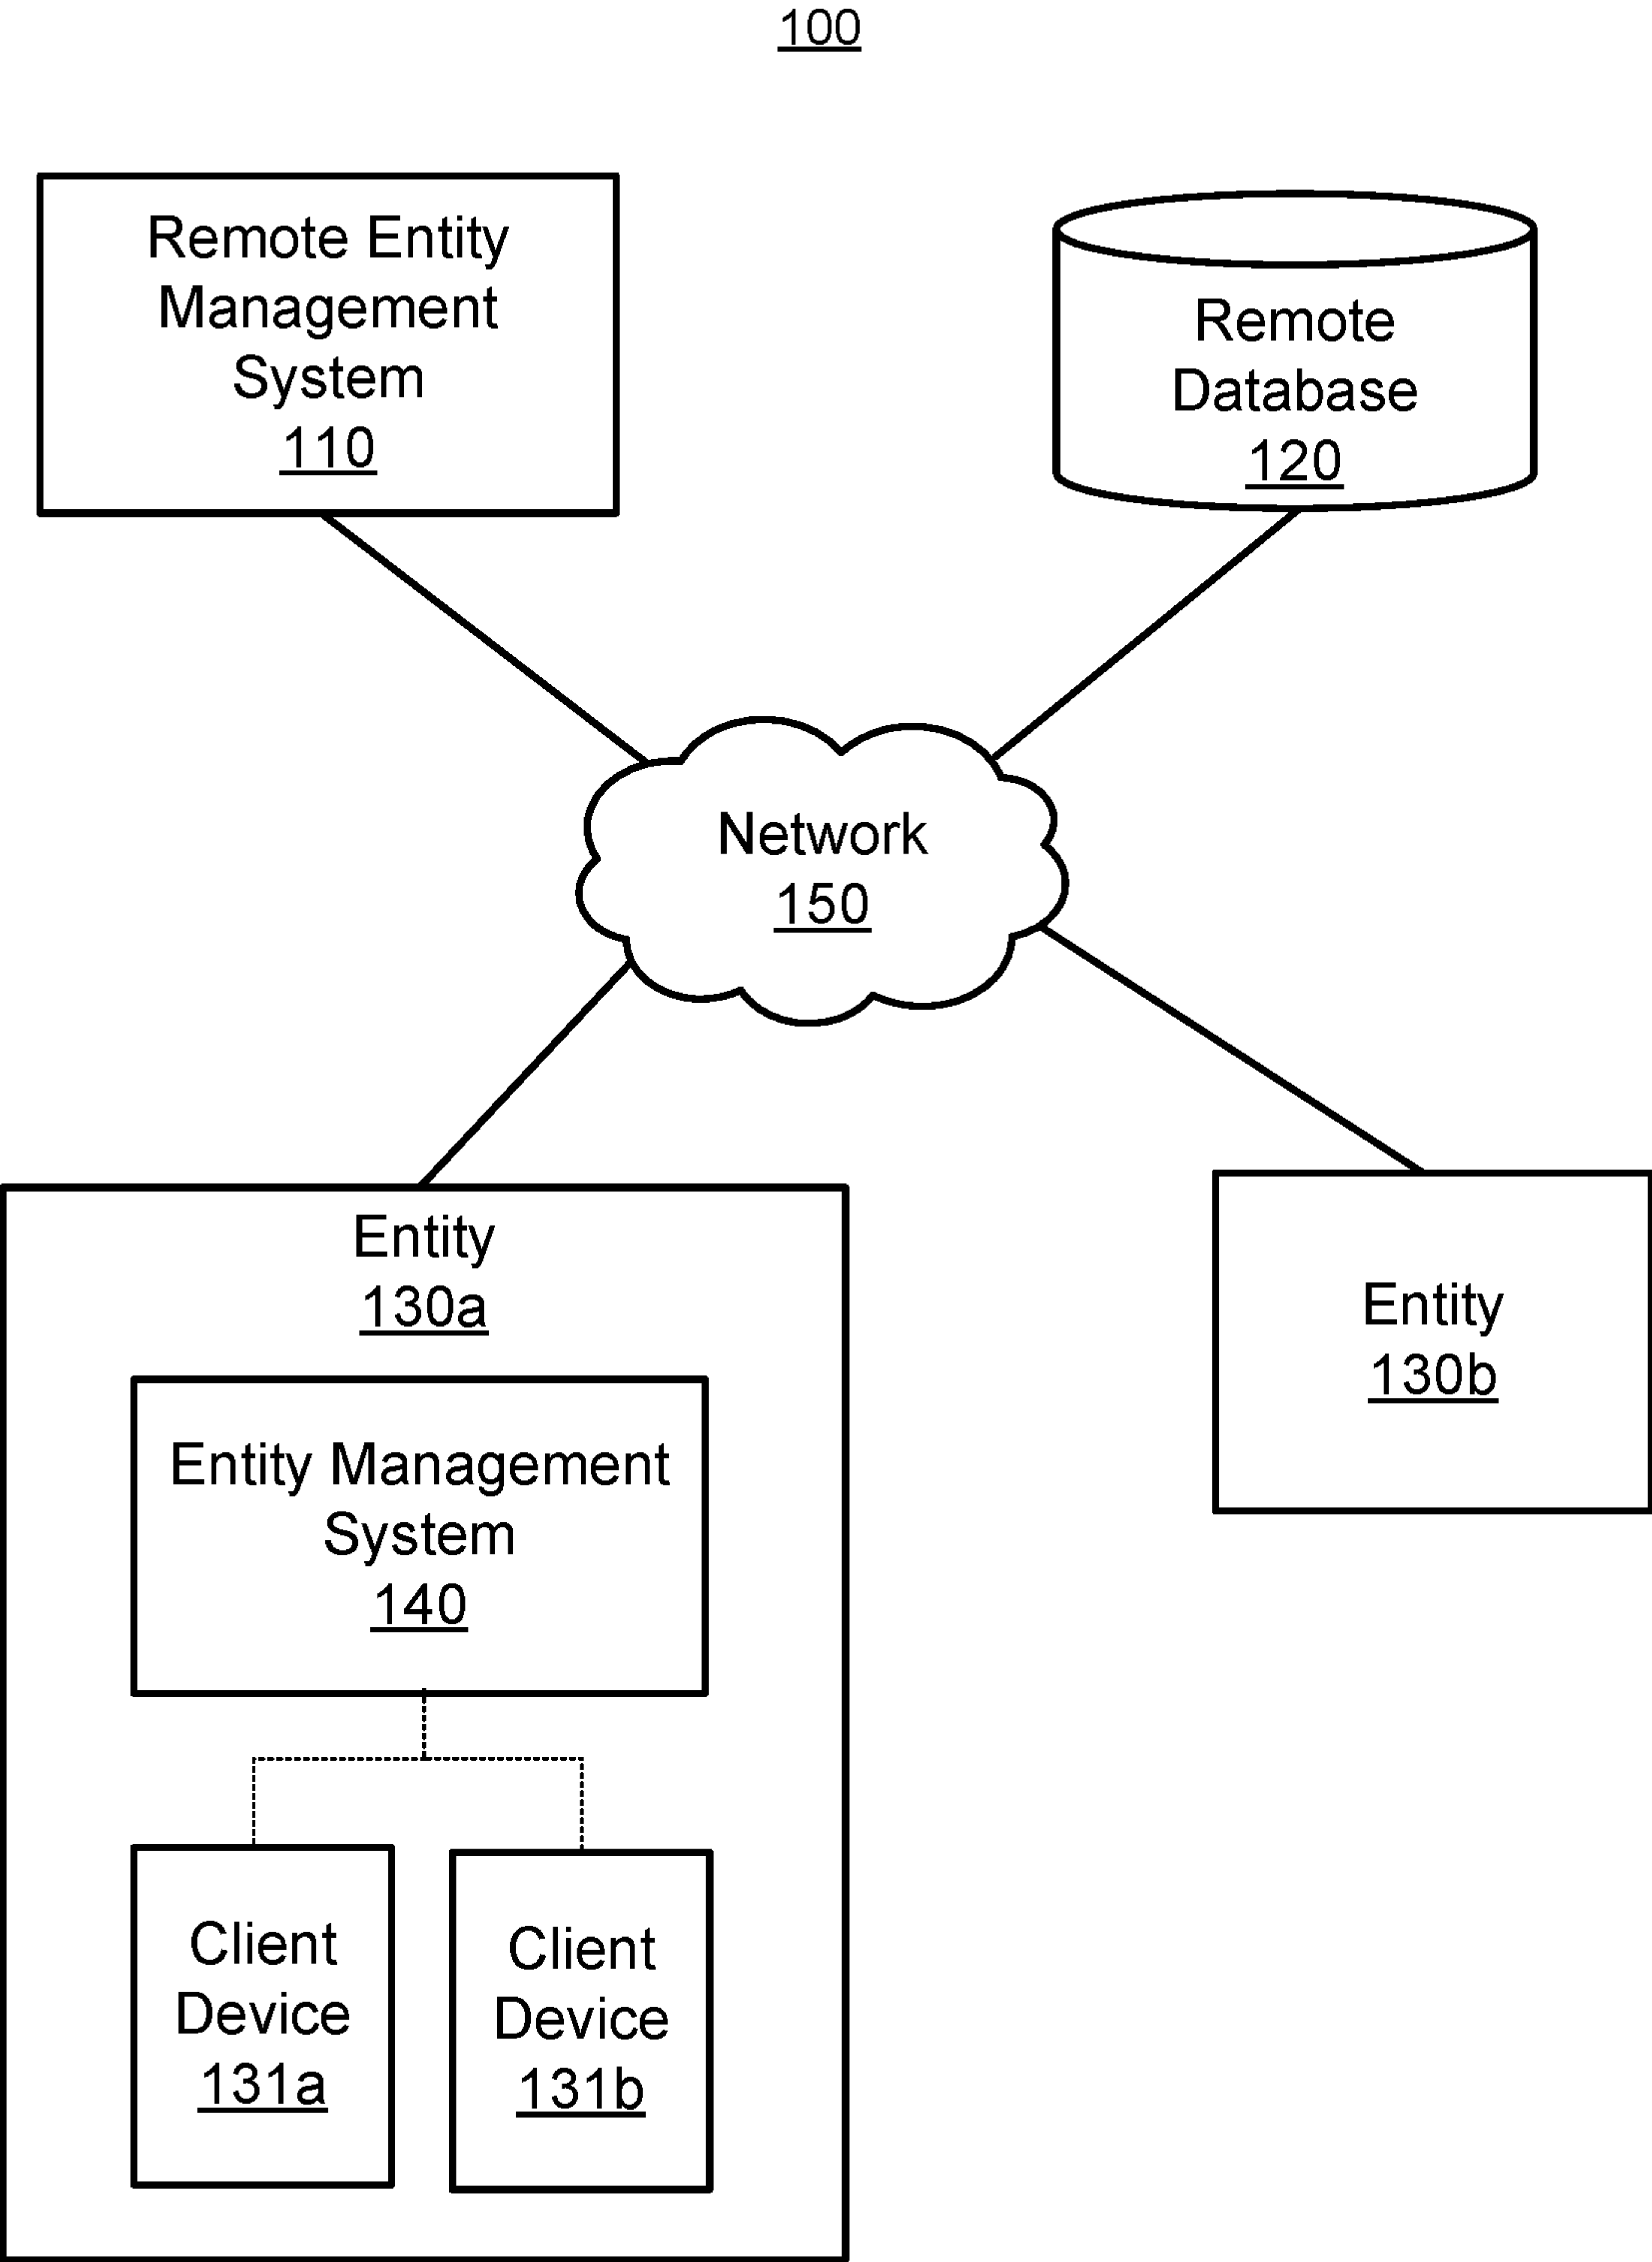 100
Remote Entity
Management
System
110
Remote
Database
120
Network
150
Entity
130a
Entity Management
System
140
Client
Device
131a
Client
Device
131b
Entity
130b